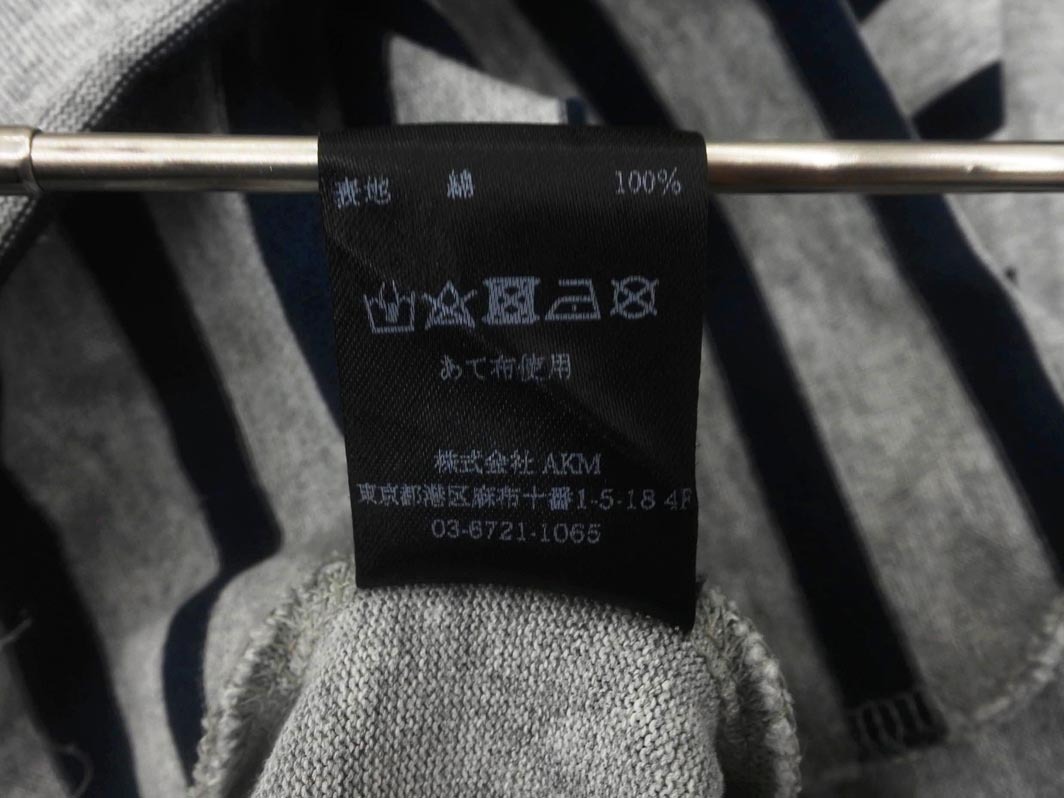 表地 綿 100%
あて布使用
株式会社 AKM
東京都港区麻布十番1-5-18 4F
03-6721-1065